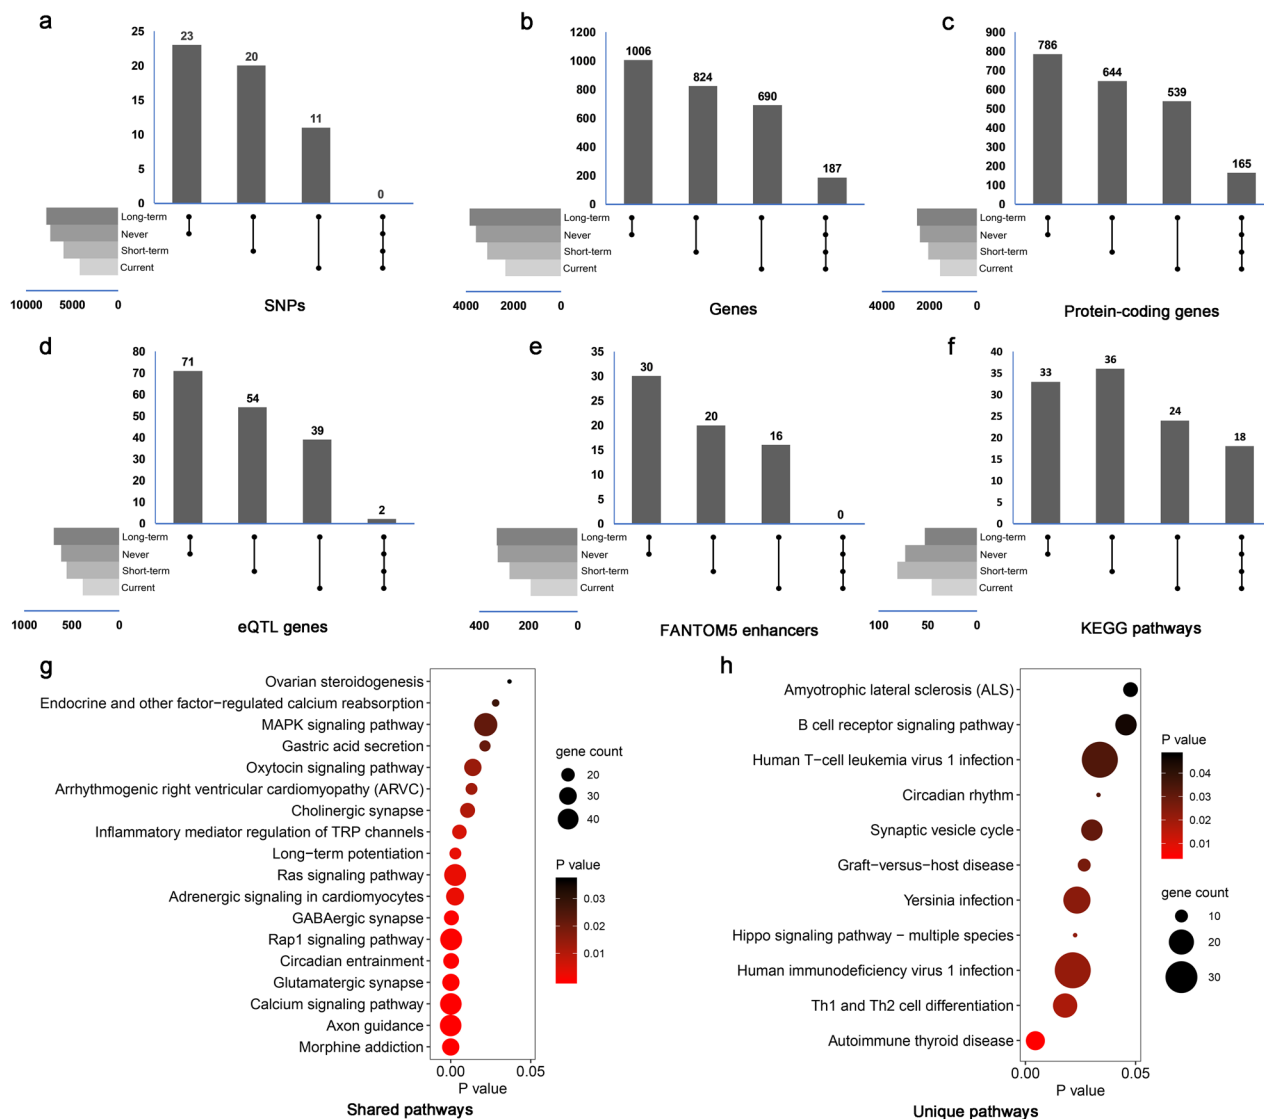 a
25
20
15
10
5
0
23
20
11
0
Long-term
Never
Short-term
Current
10000 5000 0
SNPs
b
1200
1000
800
600
400
200
0
1006
824
690
187
Long-term
Never
Short-term
Current
4000 2000 0
Genes
c
900
800
700
600
500
400
300
200
100
0
786
644
539
165
Long-term
Never
Short-term
Current
4000 2000 0
Protein-coding genes
d
80
70
60
50
40
30
20
10
0
71
54
39
2
Long-term
Never
Short-term
Current
1000 500 0
eQTL genes
e
35
30
25
20
15
10
5
0
30
20
16
0
Long-term
Never
Short-term
Current
400 200 0
FANTOM5 enhancers
f
40
35
30
25
20
15
10
5
0
33
36
24
18
Long-term
Never
Short-term
Current
100 50 0
KEGG pathways
g
Ovarian steroidogenesis
Endocrine and other factor−regulated calcium reabsorption
MAPK signaling pathway
Gastric acid secretion
Oxytocin signaling pathway
Arrhythmogenic right ventricular cardiomyopathy (ARVC)
Cholinergic synapse
Inflammatory mediator regulation of TRP channels
Long−term potentiation
Ras signaling pathway
Adrenergic signaling in cardiomyocytes
GABAergic synapse
Rap1 signaling pathway
Circadian entrainment
Glutamatergic synapse
Calcium signaling pathway
Axon guidance
Morphine addiction
0.00 0.05
P value
Shared pathways
gene count
20
30
40
P value
0.03
0.02
0.01
h
Amyotrophic lateral sclerosis (ALS)
B cell receptor signaling pathway
Human T−cell leukemia virus 1 infection
Circadian rhythm
Synaptic vesicle cycle
Graft−versus−host disease
Yersinia infection
Hippo signaling pathway − multiple species
Human immunodeficiency virus 1 infection
Th1 and Th2 cell differentiation
Autoimmune thyroid disease
0.00 0.05
P value
Unique pathways
P value
0.04
0.03
0.02
0.01
gene count
10
20
30